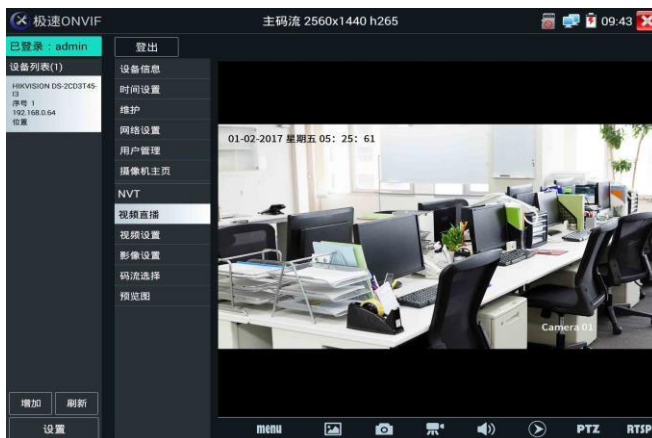 极速ONVIF
主码流 2560x1440 h265
09:43
已登录：admin
登出
设备列表(1)
HIKVISION DS-2CD3T45-
I3
序号 1
192.168.0.64
位置
设备信息
时间设置
维护
网络设置
用户管理
摄像机主页
NVT
视频直播
视频设置
影像设置
码流选择
预览图
01-02-2017 星期五 05: 25: 61
Camera 01
增加
刷新
设置
menu
PTZ
RTSP